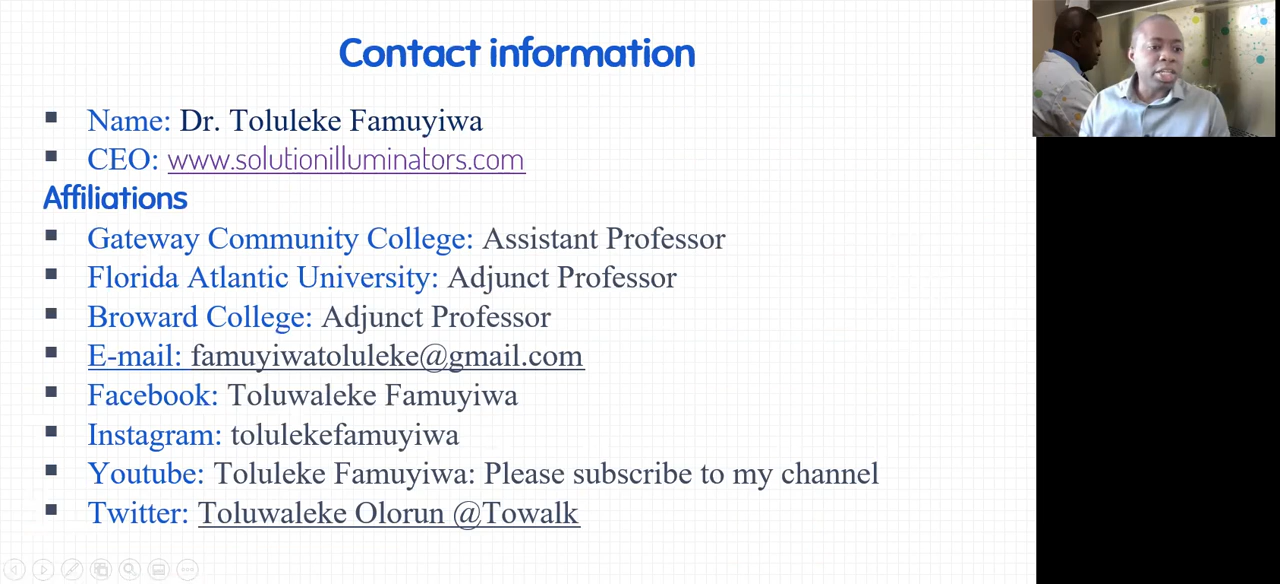 Contact information
Name: Dr. Toluleke Famuyiwa
CEO: www.solutionilluminators.com
Affiliations
Gateway Community College: Assistant Professor
Florida Atlantic University: Adjunct Professor
Broward College: Adjunct Professor
E-mail: famuyiwatoluleke@gmail.com
Facebook: Toluwaleke Famuyiwa
Instagram: tolulekefamuyiwa
Youtube: Toluleke Famuyiwa: Please subscribe to my channel
Twitter: Toluwaleke Olorun @Towalk